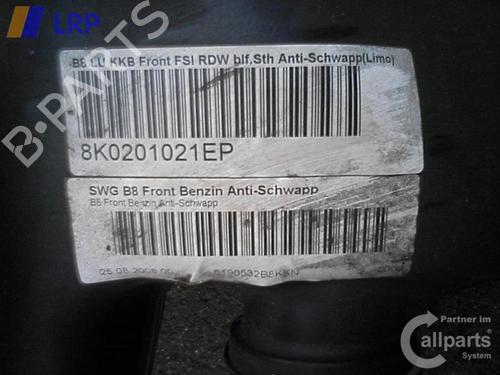 LRP
B-PARTS
B8 LU KKB Front FSI RDW blf.Sth Anti-Schwapp(Limo)
8K0201021EP
SWG B8 Front Benzin Anti-Schwapp
B8 Front Benzin Anti-Schwapp
Partner im
Callparts
System